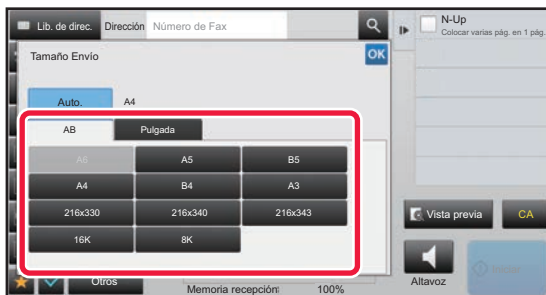 Lib. de direc. Dirección Número de Fax
N-Up
Colocar varias pág. en 1 pág.
Tamaño Envío OK
Auto. A4
AB Pulgada
A6 A5 B5
A4 B4 A3
216x330 216x340 216x343
16K 8K
Vista previa CA
Otros
Memoria recepción: 100%
Altavoz